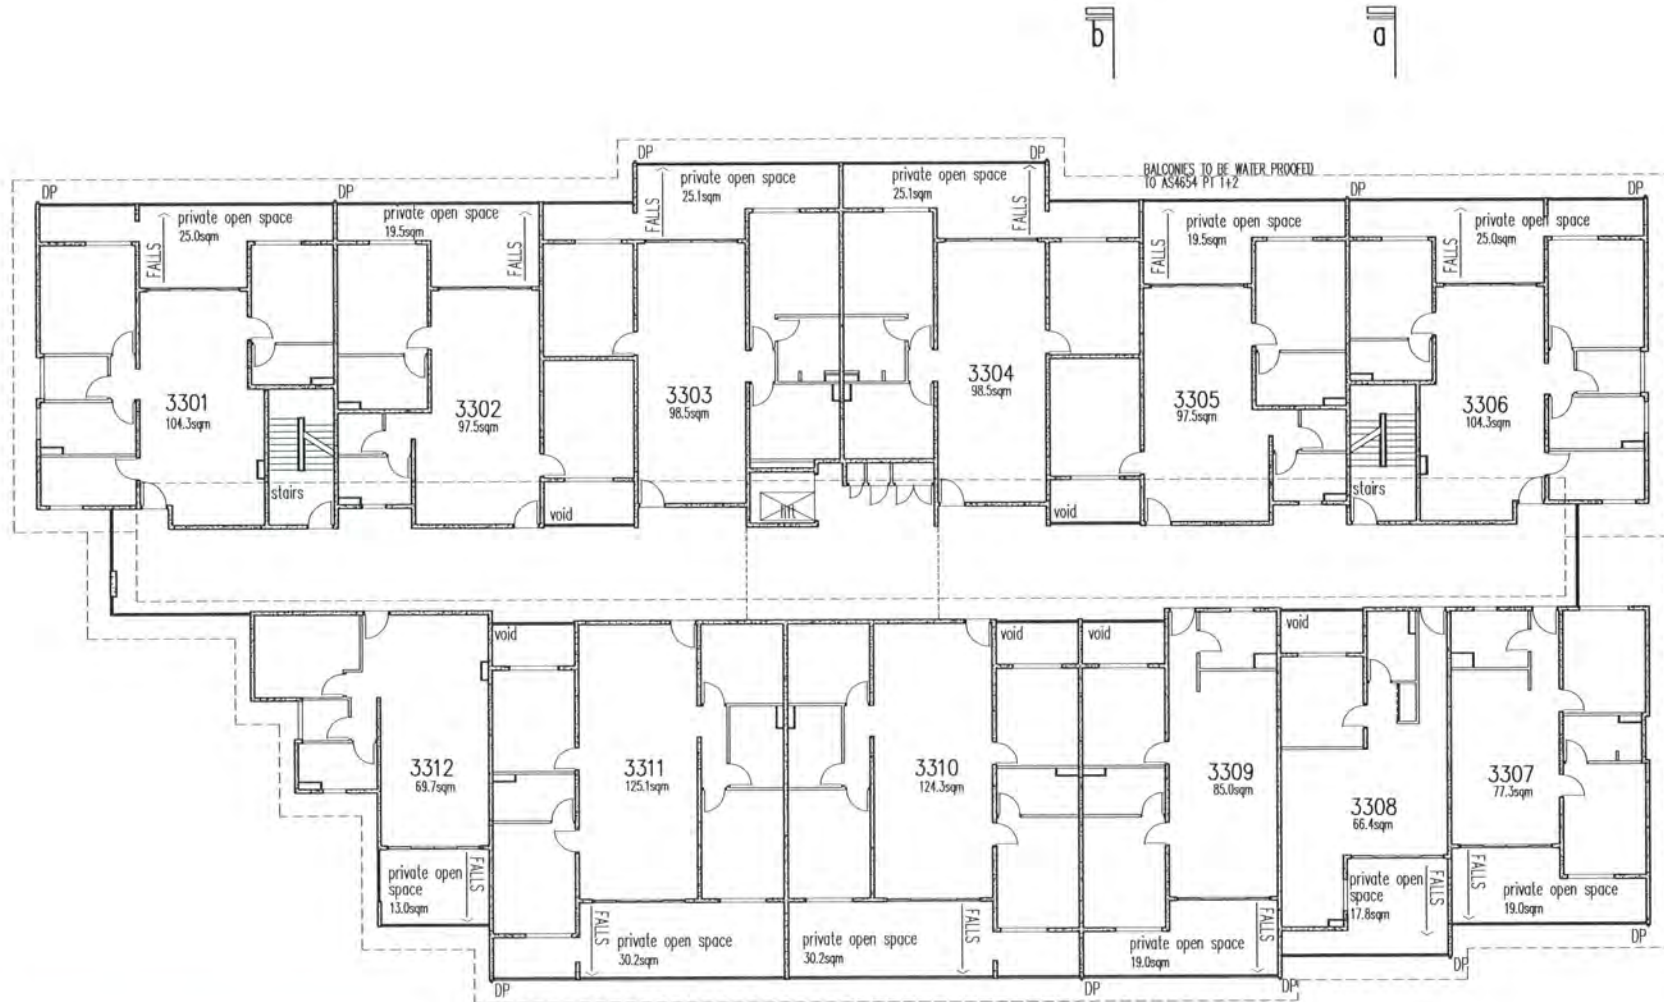 b
a
DP
DP
DP
DP
DP
DP
BALCONIES TO BE WATER PROOFED
TO AS4654 PT 1+2
private open space
25.0sqm
FALLS
private open space
19.5sqm
FALLS
private open space
25.1sqm
FALLS
private open space
25.1sqm
FALLS
private open space
19.5sqm
FALLS
private open space
25.0sqm
FALLS
3301
104.3sqm
3302
97.5sqm
3303
98.5sqm
3304
98.5sqm
3305
97.5sqm
3306
104.3sqm
stairs
void
lift
void
stairs
void
void
void
void
3312
69.7sqm
3311
125.1sqm
3310
124.3sqm
3309
85.0sqm
3308
66.4sqm
3307
77.3sqm
private open
space
13.0sqm
FALLS
private open space
30.2sqm
FALLS
private open space
30.2sqm
FALLS
private open space
19.0sqm
FALLS
private open
space
17.8sqm
FALLS
private open space
19.0sqm
FALLS
DP
DP
DP
DP
DP